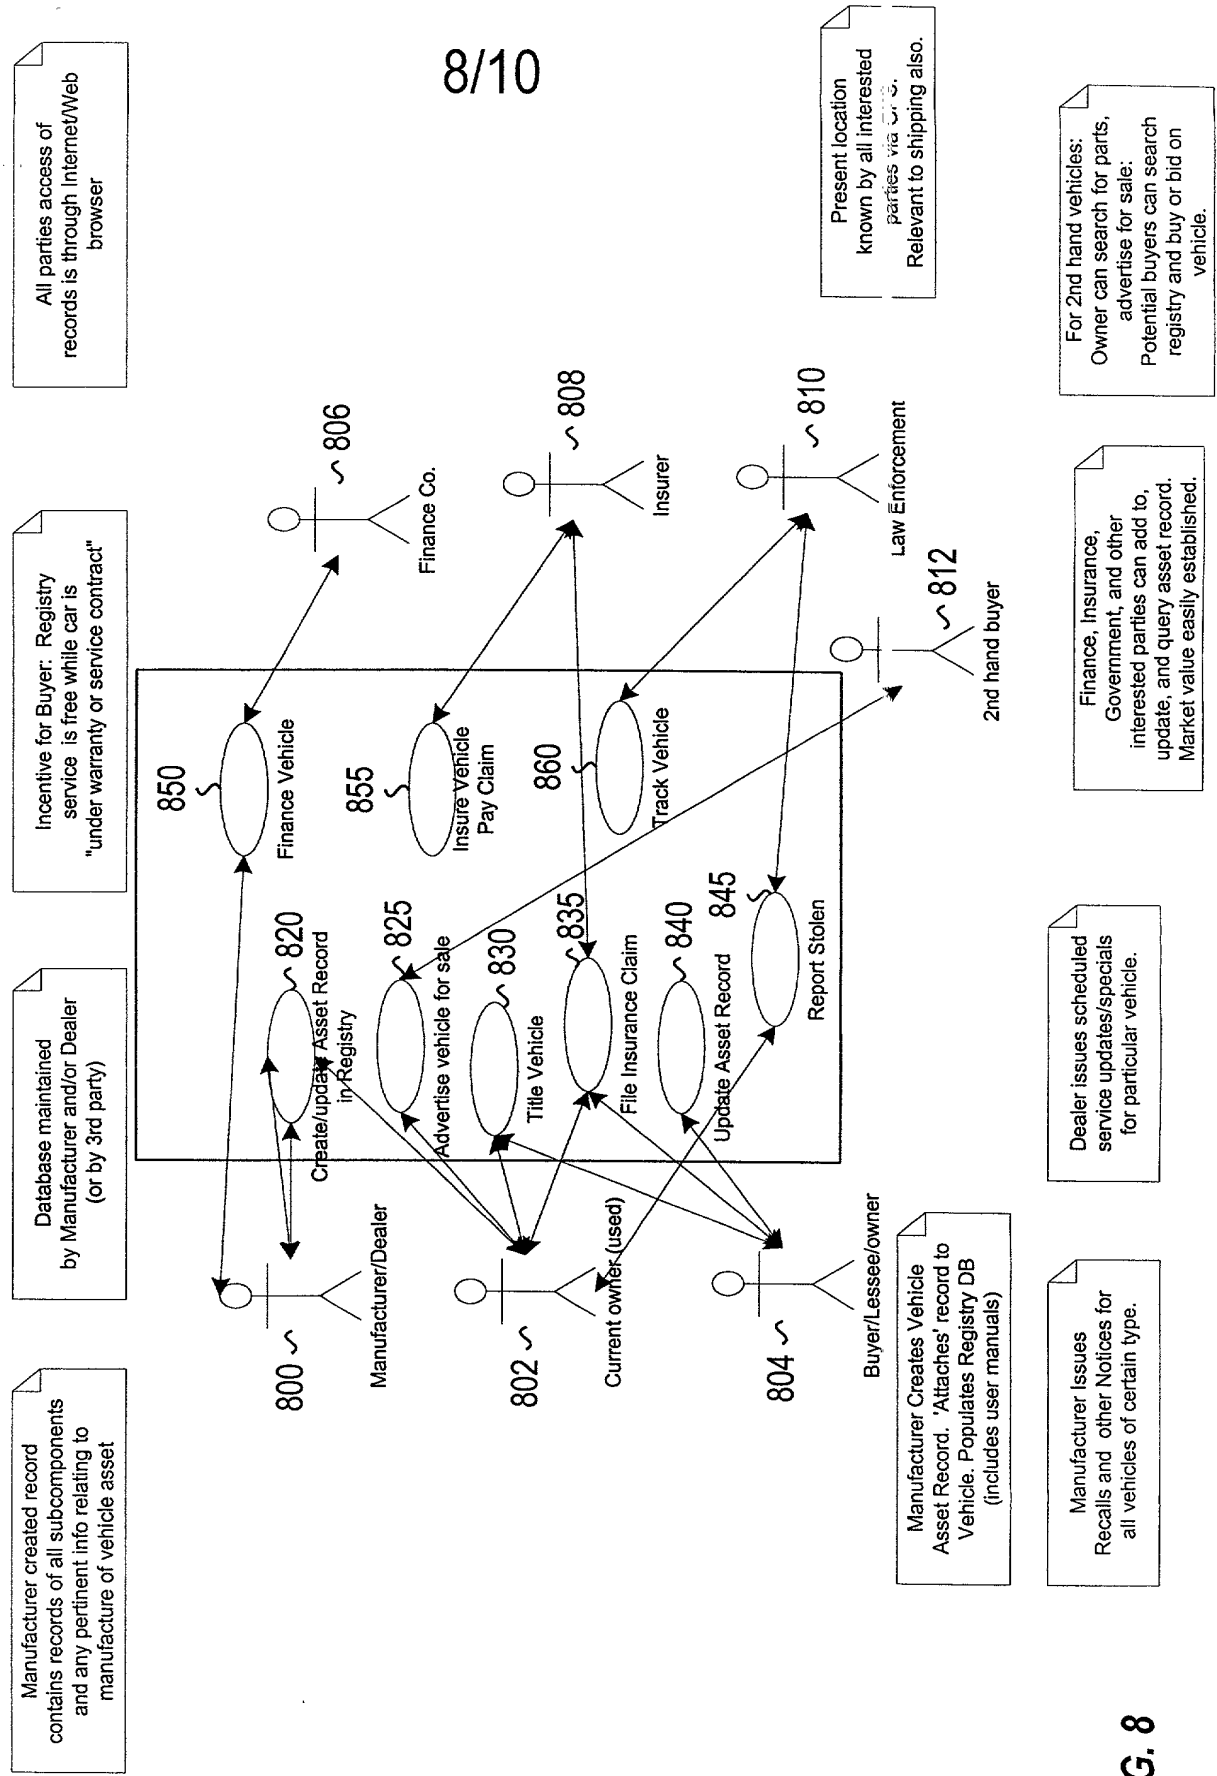 8/10
Manufacturer created record
contains records of all subcomponents
and any pertinent info relating to
manufacture of vehicle asset
Database maintained
by Manufacturer and/or Dealer
(or by 3rd party)
Incentive for Buyer: Registry
service is free while car is
"under warranty or service contract"
All parties access of
records is through Internet/Web
browser
800
Manufacturer/Dealer
802
Current owner (used)
804
Buyer/Lessee/owner
820
Create/update Asset Record
in Registry
825
Advertise vehicle for sale
830
Title Vehicle
835
File Insurance Claim
840
Update Asset Record
845
Report Stolen
850
Finance Vehicle
855
Insure Vehicle
Pay Claim
860
Track Vehicle
806
Finance Co.
808
Insurer
810
Law Enforcement
812
2nd hand buyer
Present location
known by all interested
parties via
Relevant to shipping also.
Manufacturer Creates Vehicle
Asset Record. 'Attaches' record to
Vehicle. Populates Registry DB
(includes user manuals)
Manufacturer Issues
Recalls and other Notices for
all vehicles of certain type.
Dealer issues scheduled
service updates/specials
for particular vehicle.
Finance, Insurance,
Government, and other
interested parties can add to,
update, and query asset record.
Market value easily established.
For 2nd hand vehicles:
Owner can search for parts,
advertise for sale:
Potential buyers can search
registry and buy or bid on
vehicle.
G. 8